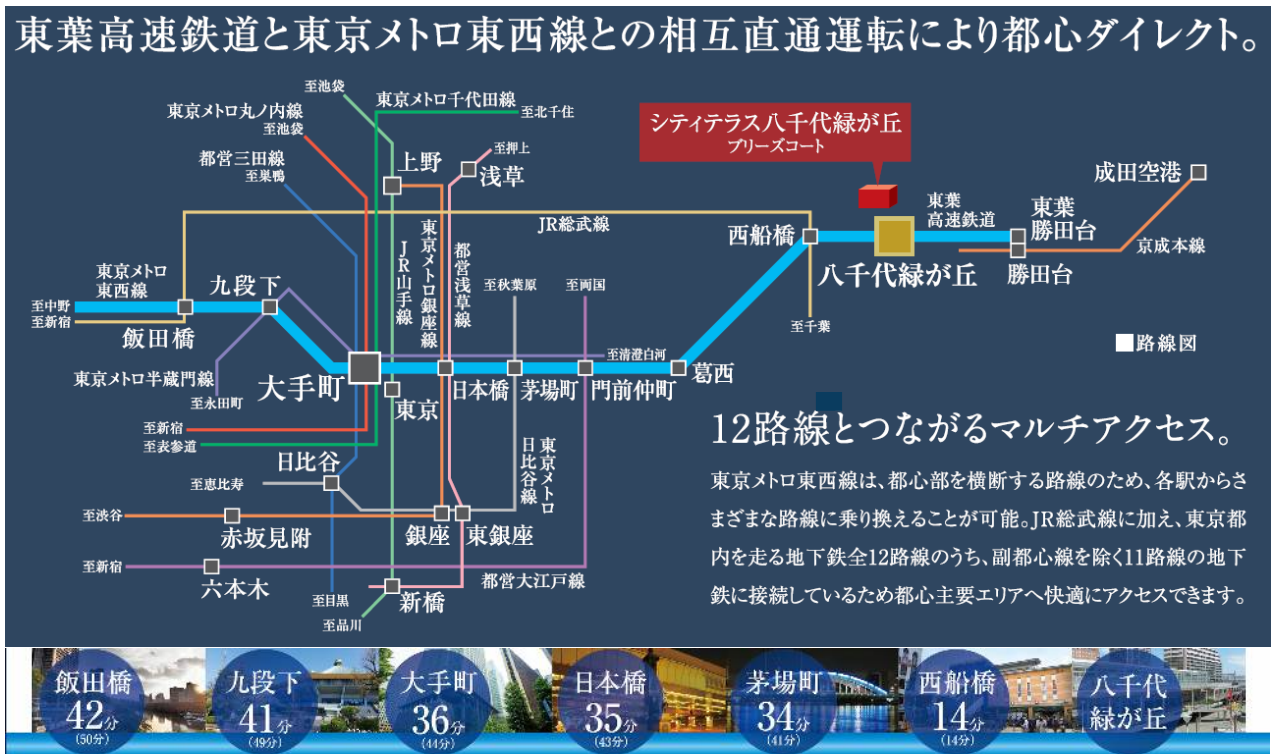 東葉高速鉄道と東京メトロ東西線との相互直通運転により都心ダイレクト。
至池袋
東京メトロ千代田線
至北千住
東京メトロ丸ノ内線
至池袋
都営三田線
至巣鴨
上野
至押上
浅草
シティテラス八千代緑が丘
ブリーズコート
成田空港
東葉
高速鉄道
東葉
勝田台
京成本線
勝田台
八千代緑が丘
西船橋
JR総武線
至千葉
東京メトロ
東西線
至中野
至新宿
飯田橋
九段下
JR山手線
東京メトロ銀座線
都営浅草線
至秋葉原
至両国
至清澄白河
東京メトロ半蔵門線
至永田町
大手町
東京
日本橋
茅場町
門前仲町
葛西
路線図
至新宿
至表参道
日比谷
至恵比寿
東京メトロ
日比谷線
至渋谷
赤坂見附
銀座
東銀座
至新宿
六本木
都営大江戸線
至目黒
新橋
至品川
12路線とつながるマルチアクセス。
東京メトロ東西線は、都心部を横断する路線のため、各駅からさ
まざまな路線に乗り換えることが可能。JR総武線に加え、東京都
内を走る地下鉄全12路線のうち、副都心線を除く11路線の地下
鉄に接続しているため都心主要エリアへ快適にアクセスできます。
飯田橋
42分
(50分)
九段下
41分
(49分)
大手町
36分
(44分)
日本橋
35分
(43分)
茅場町
34分
(41分)
西船橋
14分
(14分)
八千代
緑が丘